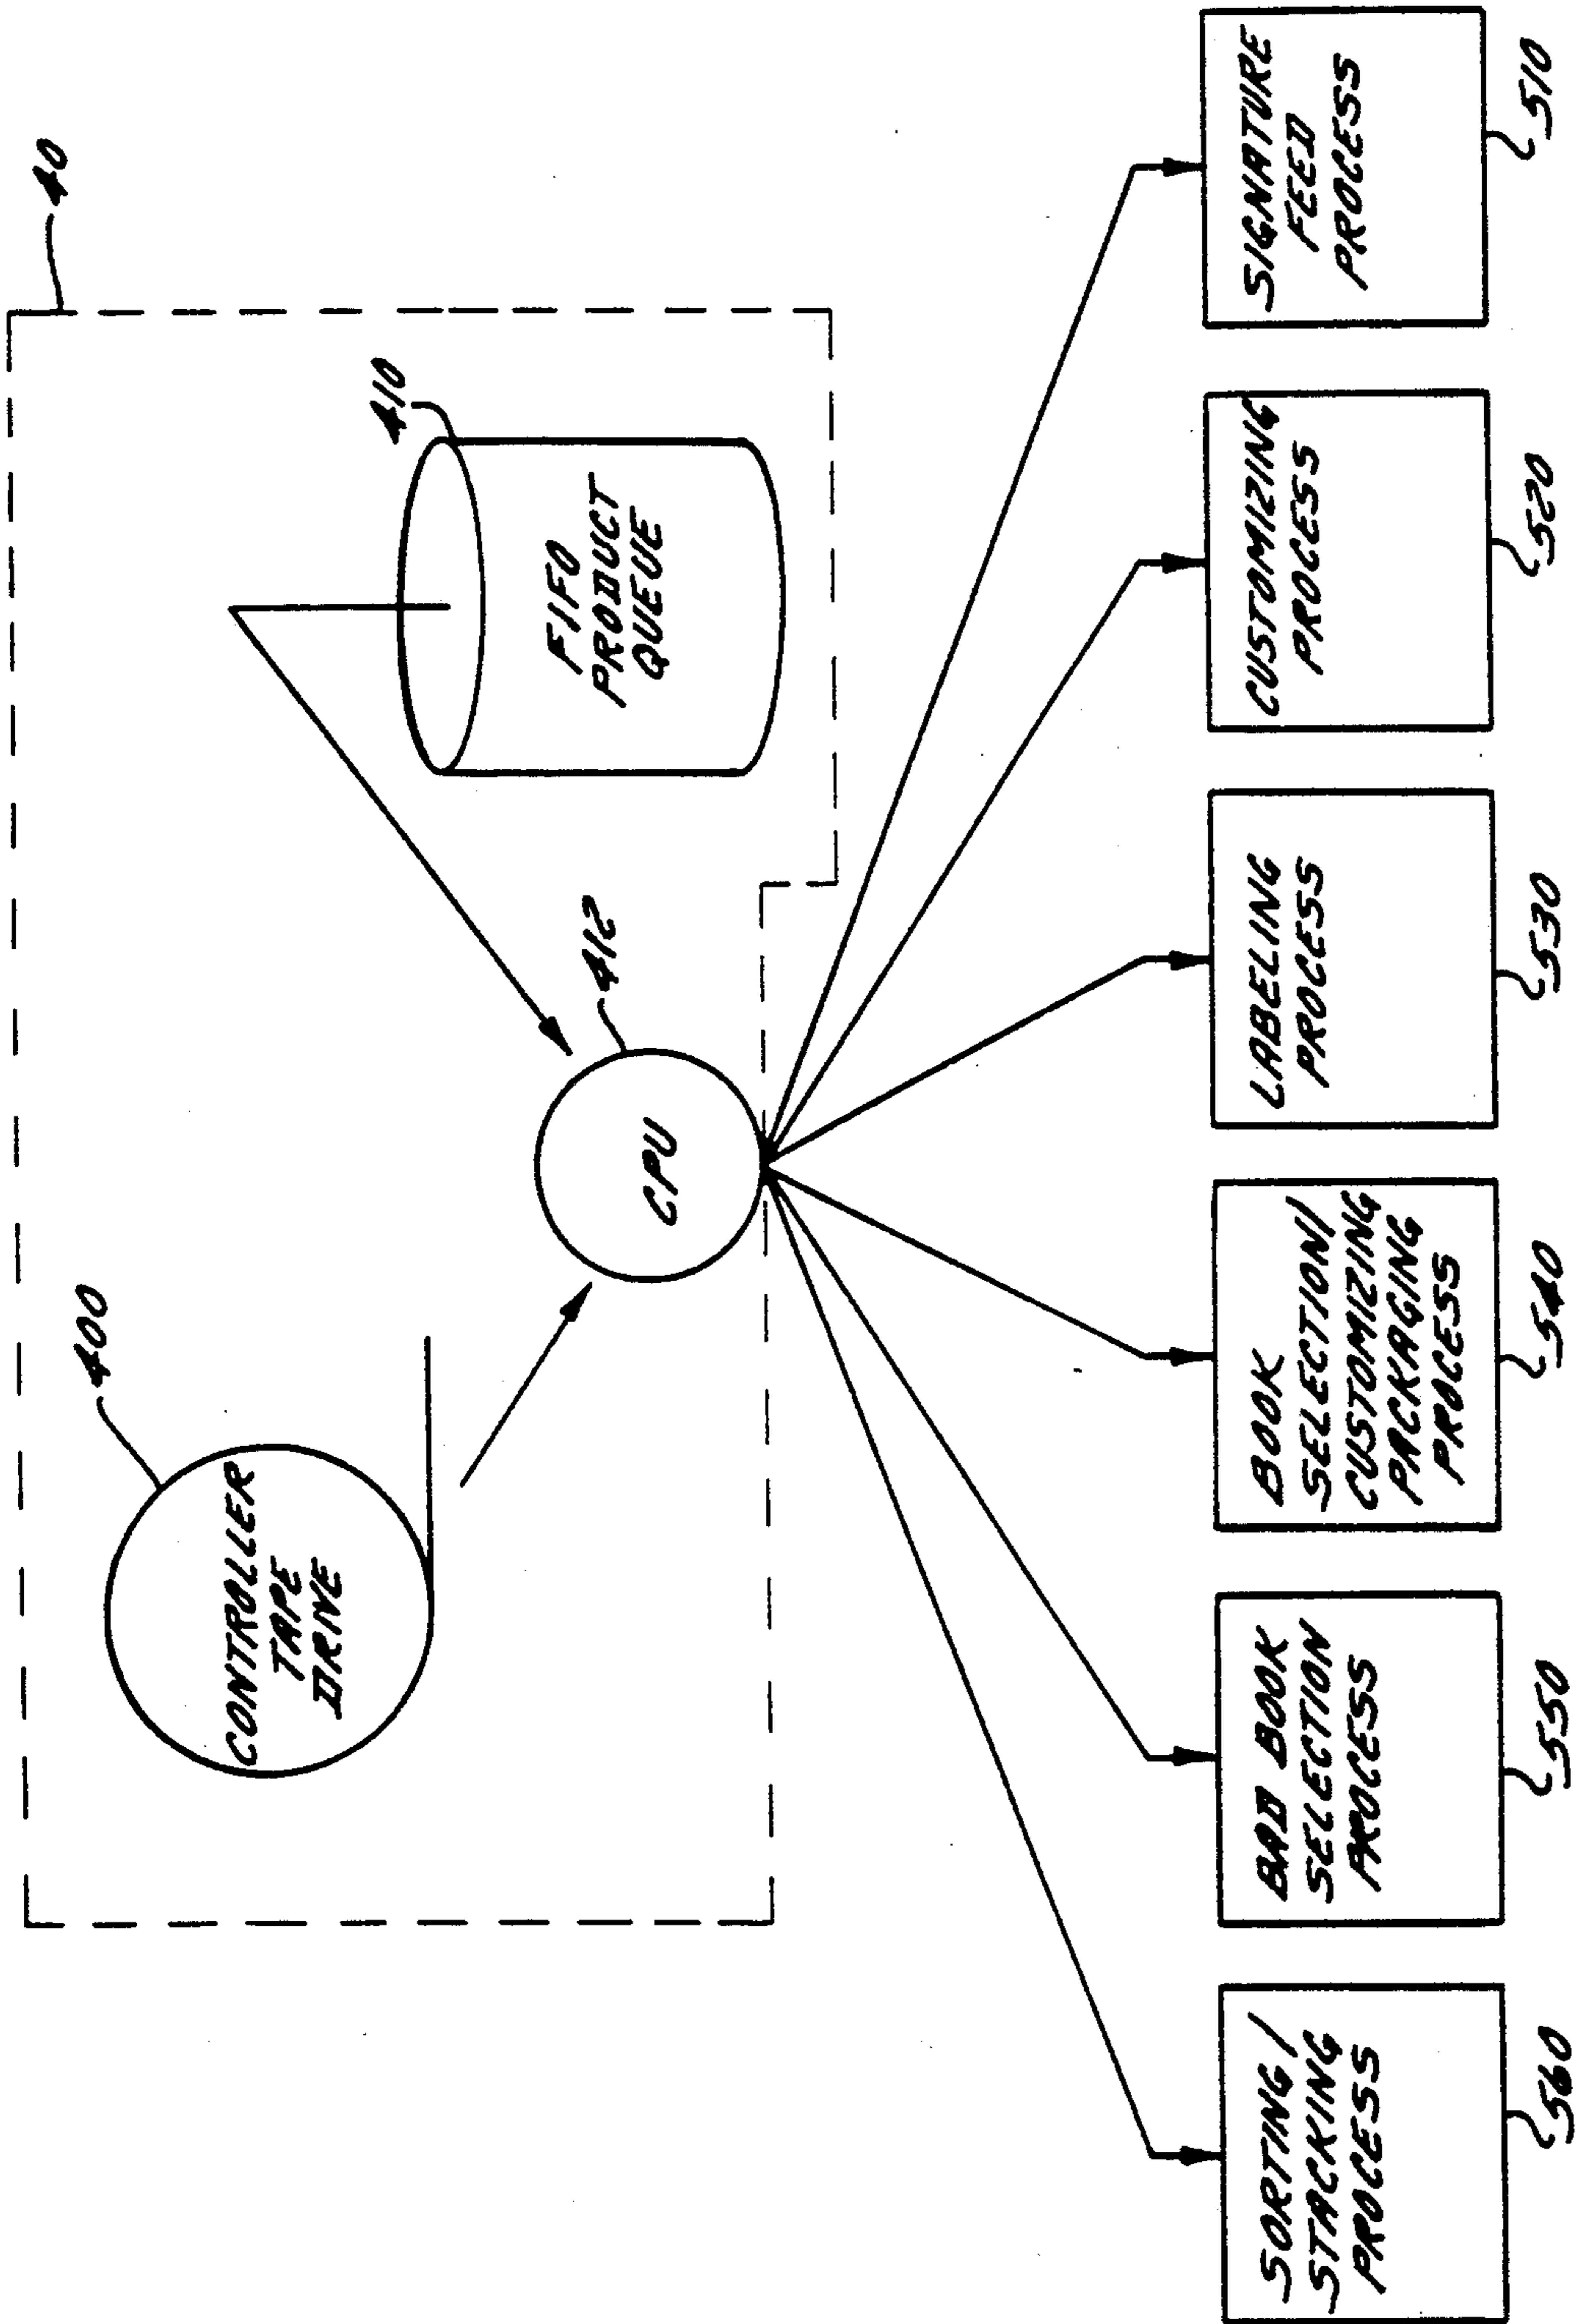 40
400
CONTROLLER
TAPE
DRIVE
410
FIFO
PRODUCT
QUEUE
412
CPU
SORTING/
STACKING
PROCESS
560
BAD BOOK
SELECTION
PROCESS
550
BOOK
SELECTION/
CUSTOMIZING
PACKAGING
PROCESS
540
LABELING
PROCESS
530
CUSTOMIZING
PROCESS
520
SIGNATURE
FEED
PROCESS
510